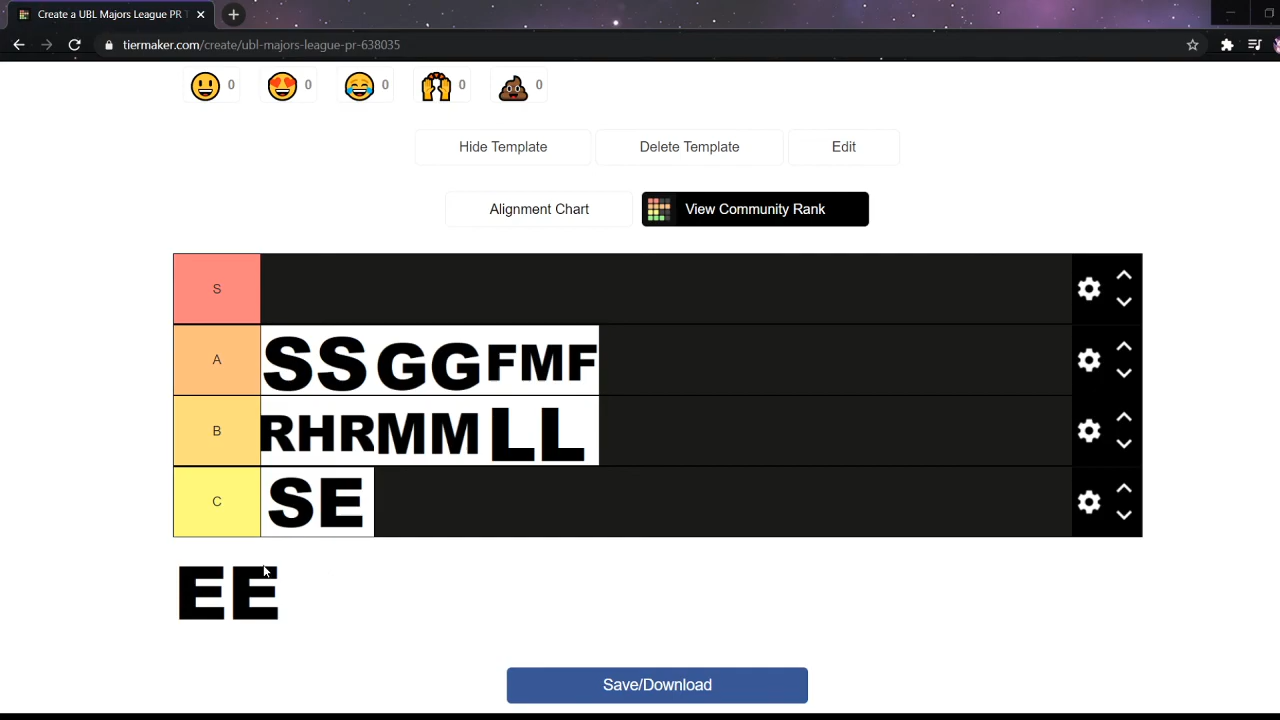 Create a UBL Majors League PR T
tiermaker.com/create/ubl-majors-league-pr-638035
0 0 0 0 0
Hide Template Delete Template Edit
Alignment Chart View Community Rank
S
A SS GG FMF
B RHR MM LL
C SE
EE
Save/Download